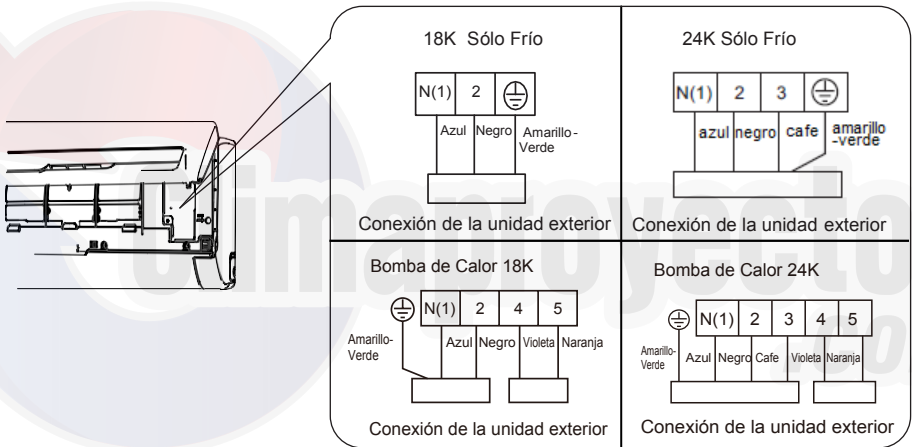 18K Sólo Frío
N(1) 2
Azul Negro Amarillo-
Verde
Conexión de la unidad exterior
24K Sólo Frío
N(1) 2 3
azul negro cafe amarillo
-verde
Conexión de la unidad exterior
Bomba de Calor 18K
N(1) 2 4 5
Amarillo-
Verde
Azul Negro Violeta Naranja
Conexión de la unidad exterior
Bomba de Calor 24K
N(1) 2 3 4 5
Amarillo-
Verde
Azul Negro Cafe Violeta Naranja
Conexión de la unidad exterior
Climaproyecto
.co